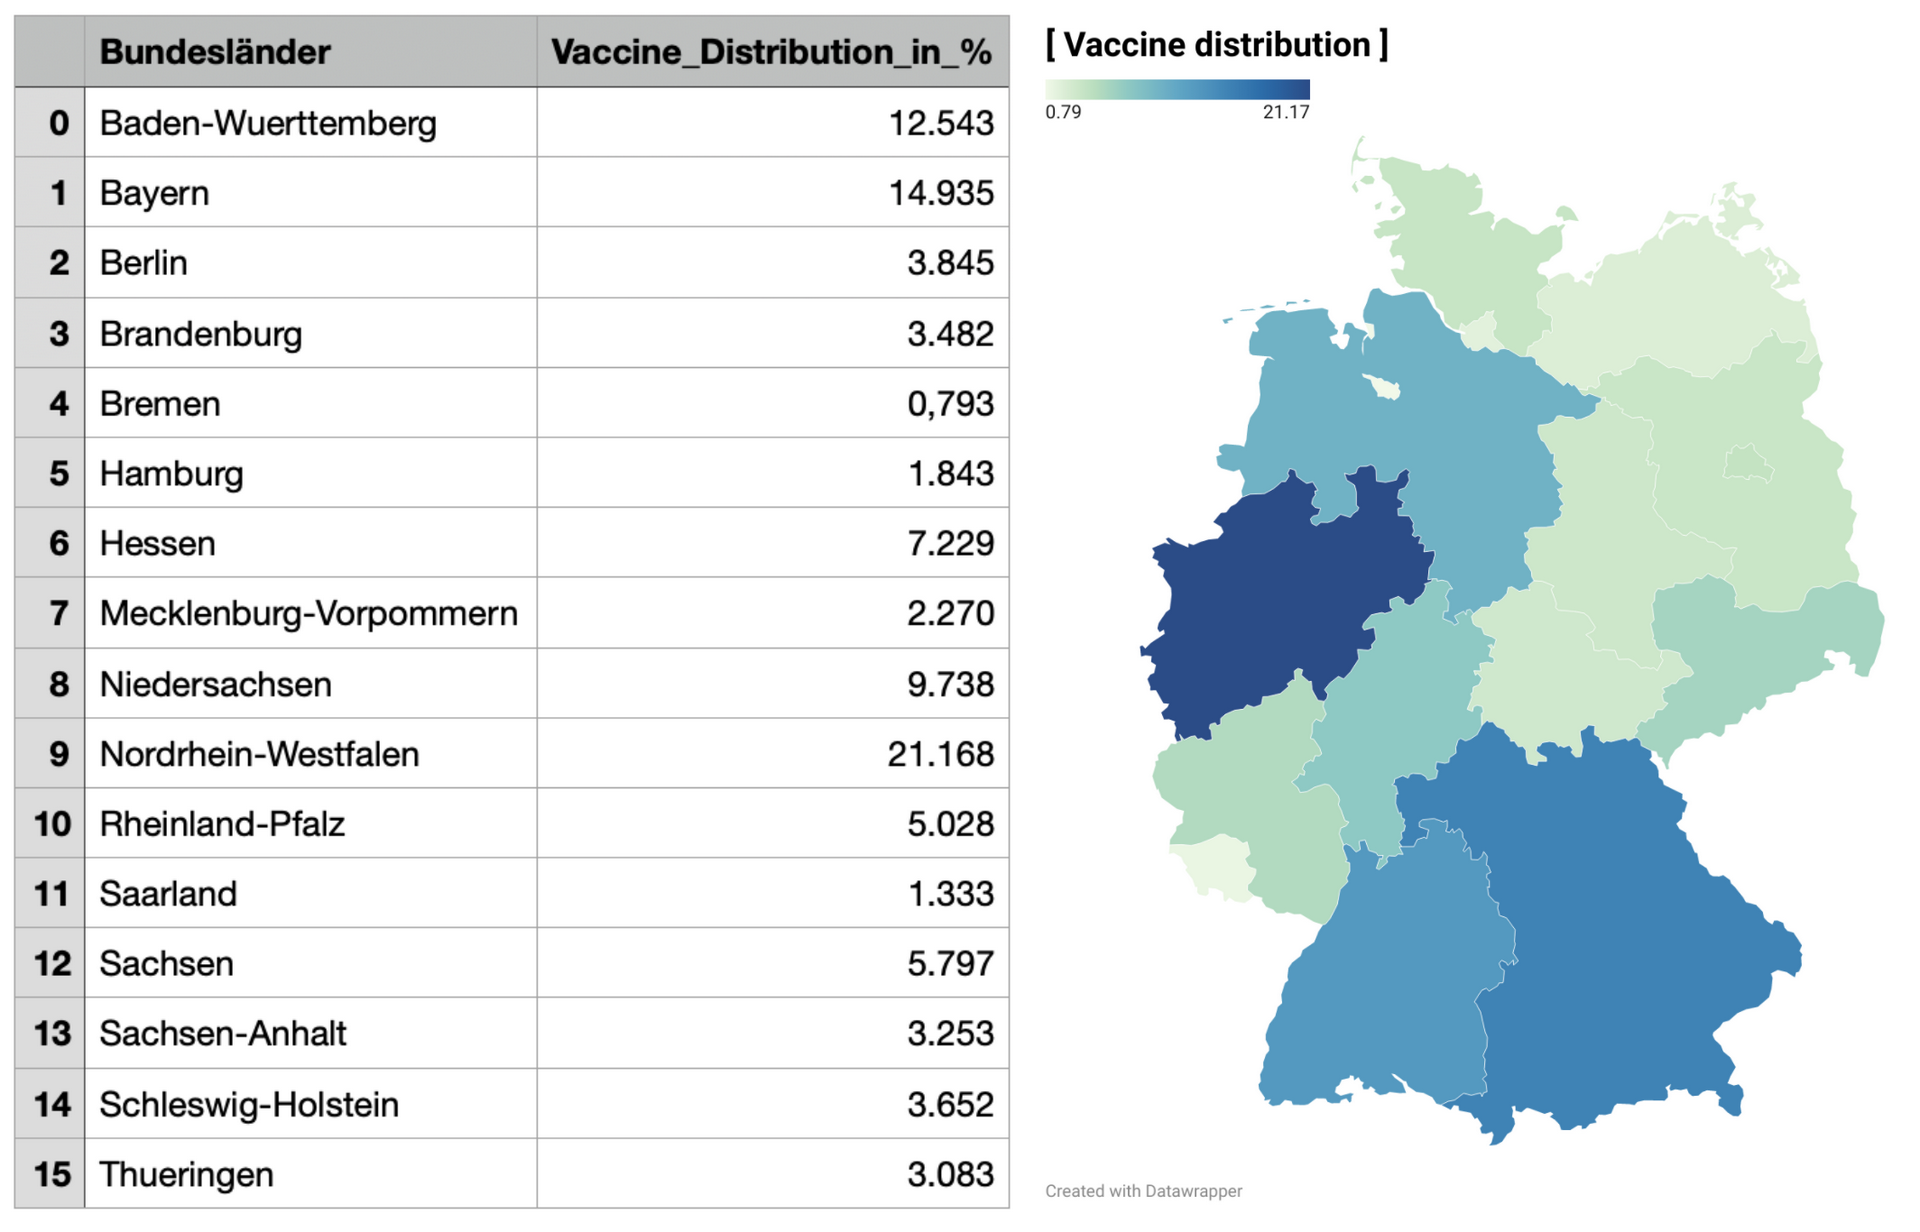 Bundesländer Vaccine_Distribution_in_%
0 Baden-Wuerttemberg 12.543
1 Bayern 14.935
2 Berlin 3.845
3 Brandenburg 3.482
4 Bremen 0,793
5 Hamburg 1.843
6 Hessen 7.229
7 Mecklenburg-Vorpommern 2.270
8 Niedersachsen 9.738
9 Nordrhein-Westfalen 21.168
10 Rheinland-Pfalz 5.028
11 Saarland 1.333
12 Sachsen 5.797
13 Sachsen-Anhalt 3.253
14 Schleswig-Holstein 3.652
15 Thueringen 3.083
[ Vaccine distribution ]
0.79 21.17
Created with Datawrapper